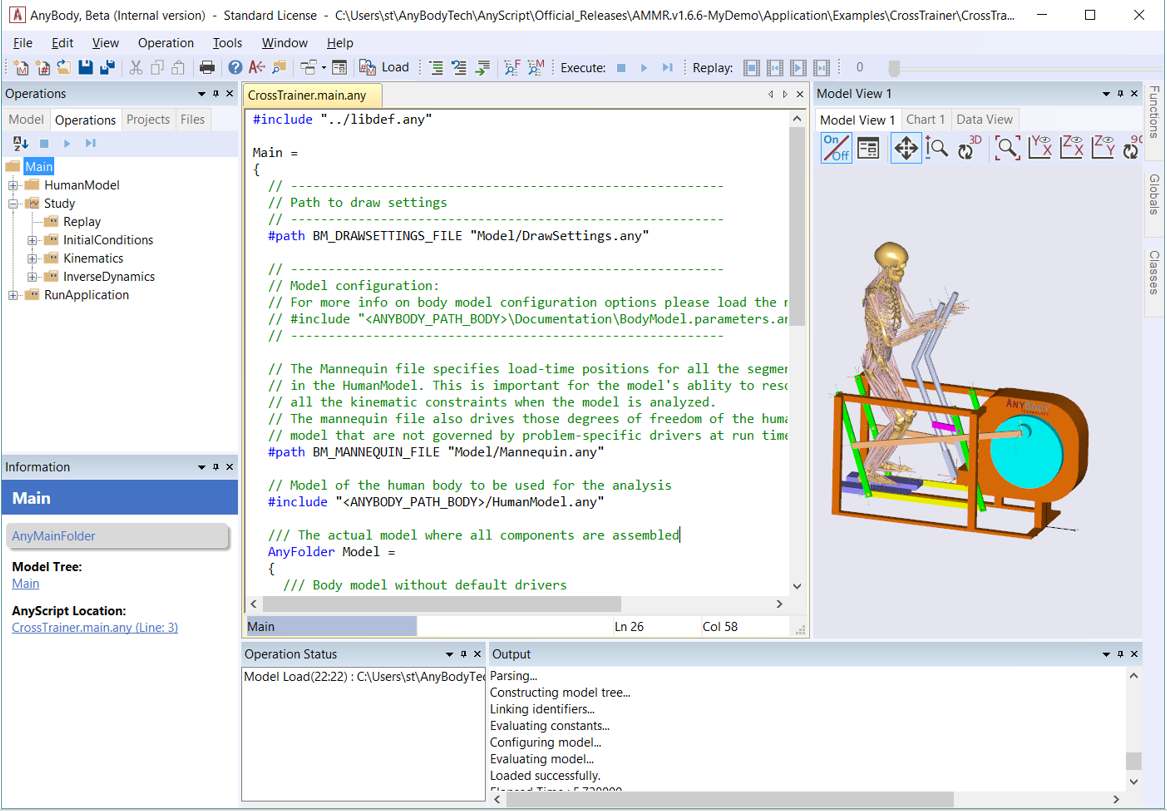 AnyBody, Beta (Internal version) - Standard License - C:\Users\st\AnyBodyTech\AnyScript\Official_Releases\AMMR.v1.6.6-MyDemo\Application\Examples\CrossTrainer\CrossTra...
File Edit View Operation Tools Window Help
Load Execute: Replay: 0
Operations
Model Operations Projects Files
Main
HumanModel
Study
Replay
InitialConditions
Kinematics
InverseDynamics
RunApplication
Information
Main
AnyMainFolder
Model Tree:
Main
AnyScript Location:
CrossTrainer.main.any (Line: 3)
CrossTrainer.main.any
#include "../libdef.any"
Main =
{
// ----------------------------------------------------------
// Path to draw settings
// ----------------------------------------------------------
#path BM_DRAWSETTINGS_FILE "Model/DrawSettings.any"
// ----------------------------------------------------------
// Model configuration:
// For more info on body model configuration options please load the
// #include "<ANYBODY_PATH_BODY>\Documentation\BodyModel.parameters.an
// ----------------------------------------------------------
// The Mannequin file specifies load-time positions for all the segmen
// in the HumanModel. This is important for the model's ablity to reso
// all the kinematic constraints when the model is analyzed.
// The mannequin file also drives those degrees of freedom of the huma
// model that are not governed by problem-specific drivers at run time
#path BM_MANNEQUIN_FILE "Model/Mannequin.any"
// Model of the human body to be used for the analysis
#include "<ANYBODY_PATH_BODY>/HumanModel.any"
/// The actual model where all components are assembled
AnyFolder Model =
{
/// Body model without default drivers
Main Ln 26 Col 58
Model View 1
Model View 1 Chart 1 Data View
On Off 3D Y X Z X Z Y 90
Functions
Globals
Classes
Operation Status
Model Load(22:22) : C:\Users\st\AnyBodyTec
Output
Parsing...
Constructing model tree...
Linking identifiers...
Evaluating constants...
Configuring model...
Evaluating model...
Loaded successfully.